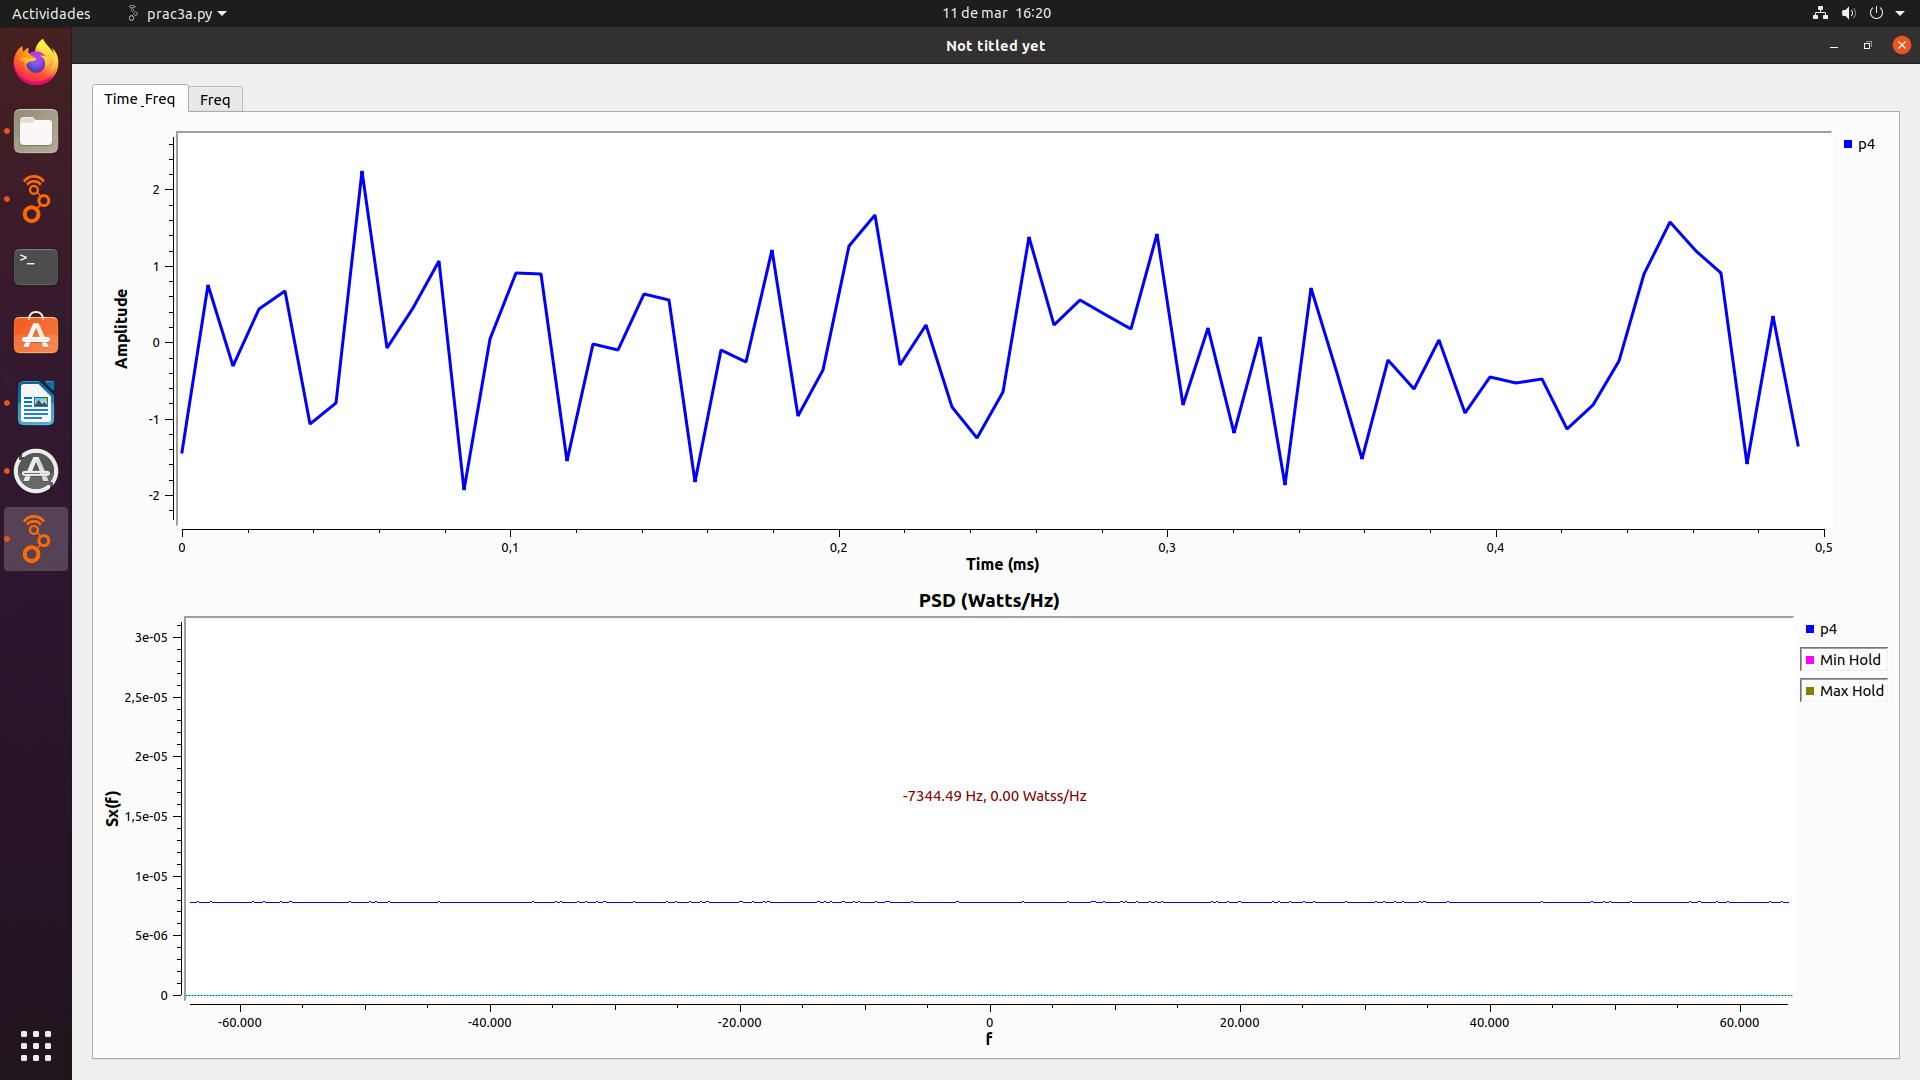 Actividades prac3a.py 11 de mar 16:20
Not titled yet
Time_Freq Freq
p4
Amplitude
2
1
0
-1
-2
0 0,1 0,2 0,3 0,4 0,5
Time (ms)
PSD (Watts/Hz)
p4
Min Hold
Max Hold
Sx(f)
3e-05
2,5e-05
2e-05
1,5e-05
1e-05
5e-06
0
-7344.49 Hz, 0.00 Watss/Hz
-60.000 -40.000 -20.000 0 20.000 40.000 60.000
f
>_